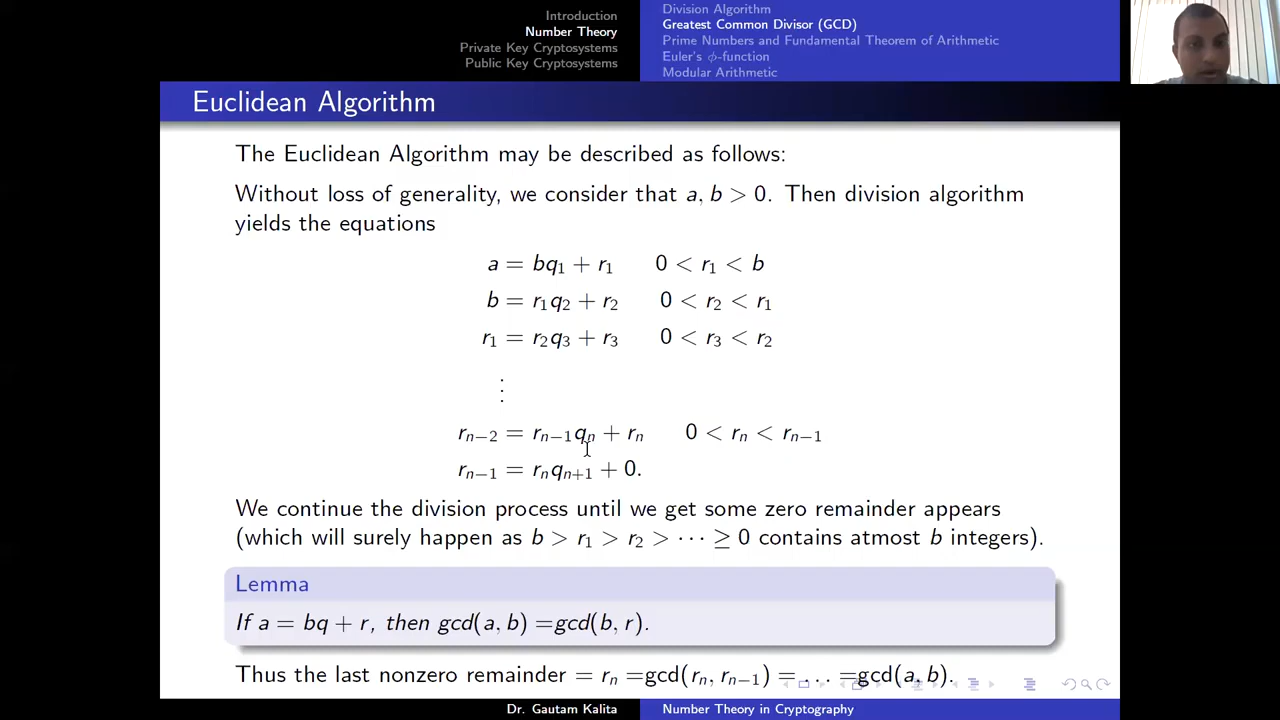 Introduction
Number Theory
Private Key Cryptosystems
Public Key Cryptosystems
Division Algorithm
Greatest Common Divisor (GCD)
Prime Numbers and Fundamental Theorem of Arithmetic
Euler's ϕ-function
Modular Arithmetic
Euclidean Algorithm
The Euclidean Algorithm may be described as follows:
Without loss of generality, we consider that a, b > 0. Then division algorithm
yields the equations
a = bq₁ + r₁ 0 < r₁ < b
b = r₁q₂ + r₂ 0 < r₂ < r₁
r₁ = r₂q₃ + r₃ 0 < r₃ < r₂
⋮
rₙ₋₂ = rₙ₋₁qₙ + rₙ 0 < rₙ < rₙ₋₁
rₙ₋₁ = rₙqₙ₊₁ + 0.
We continue the division process until we get some zero remainder appears
(which will surely happen as b > r₁ > r₂ > ⋯ ≥ 0 contains atmost b integers).
Lemma
If a = bq + r, then gcd(a, b) =gcd(b, r).
Thus the last nonzero remainder = rₙ =gcd(rₙ, rₙ₋₁) = ... =gcd(a, b).
Dr. Gautam Kalita
Number Theory in Cryptography